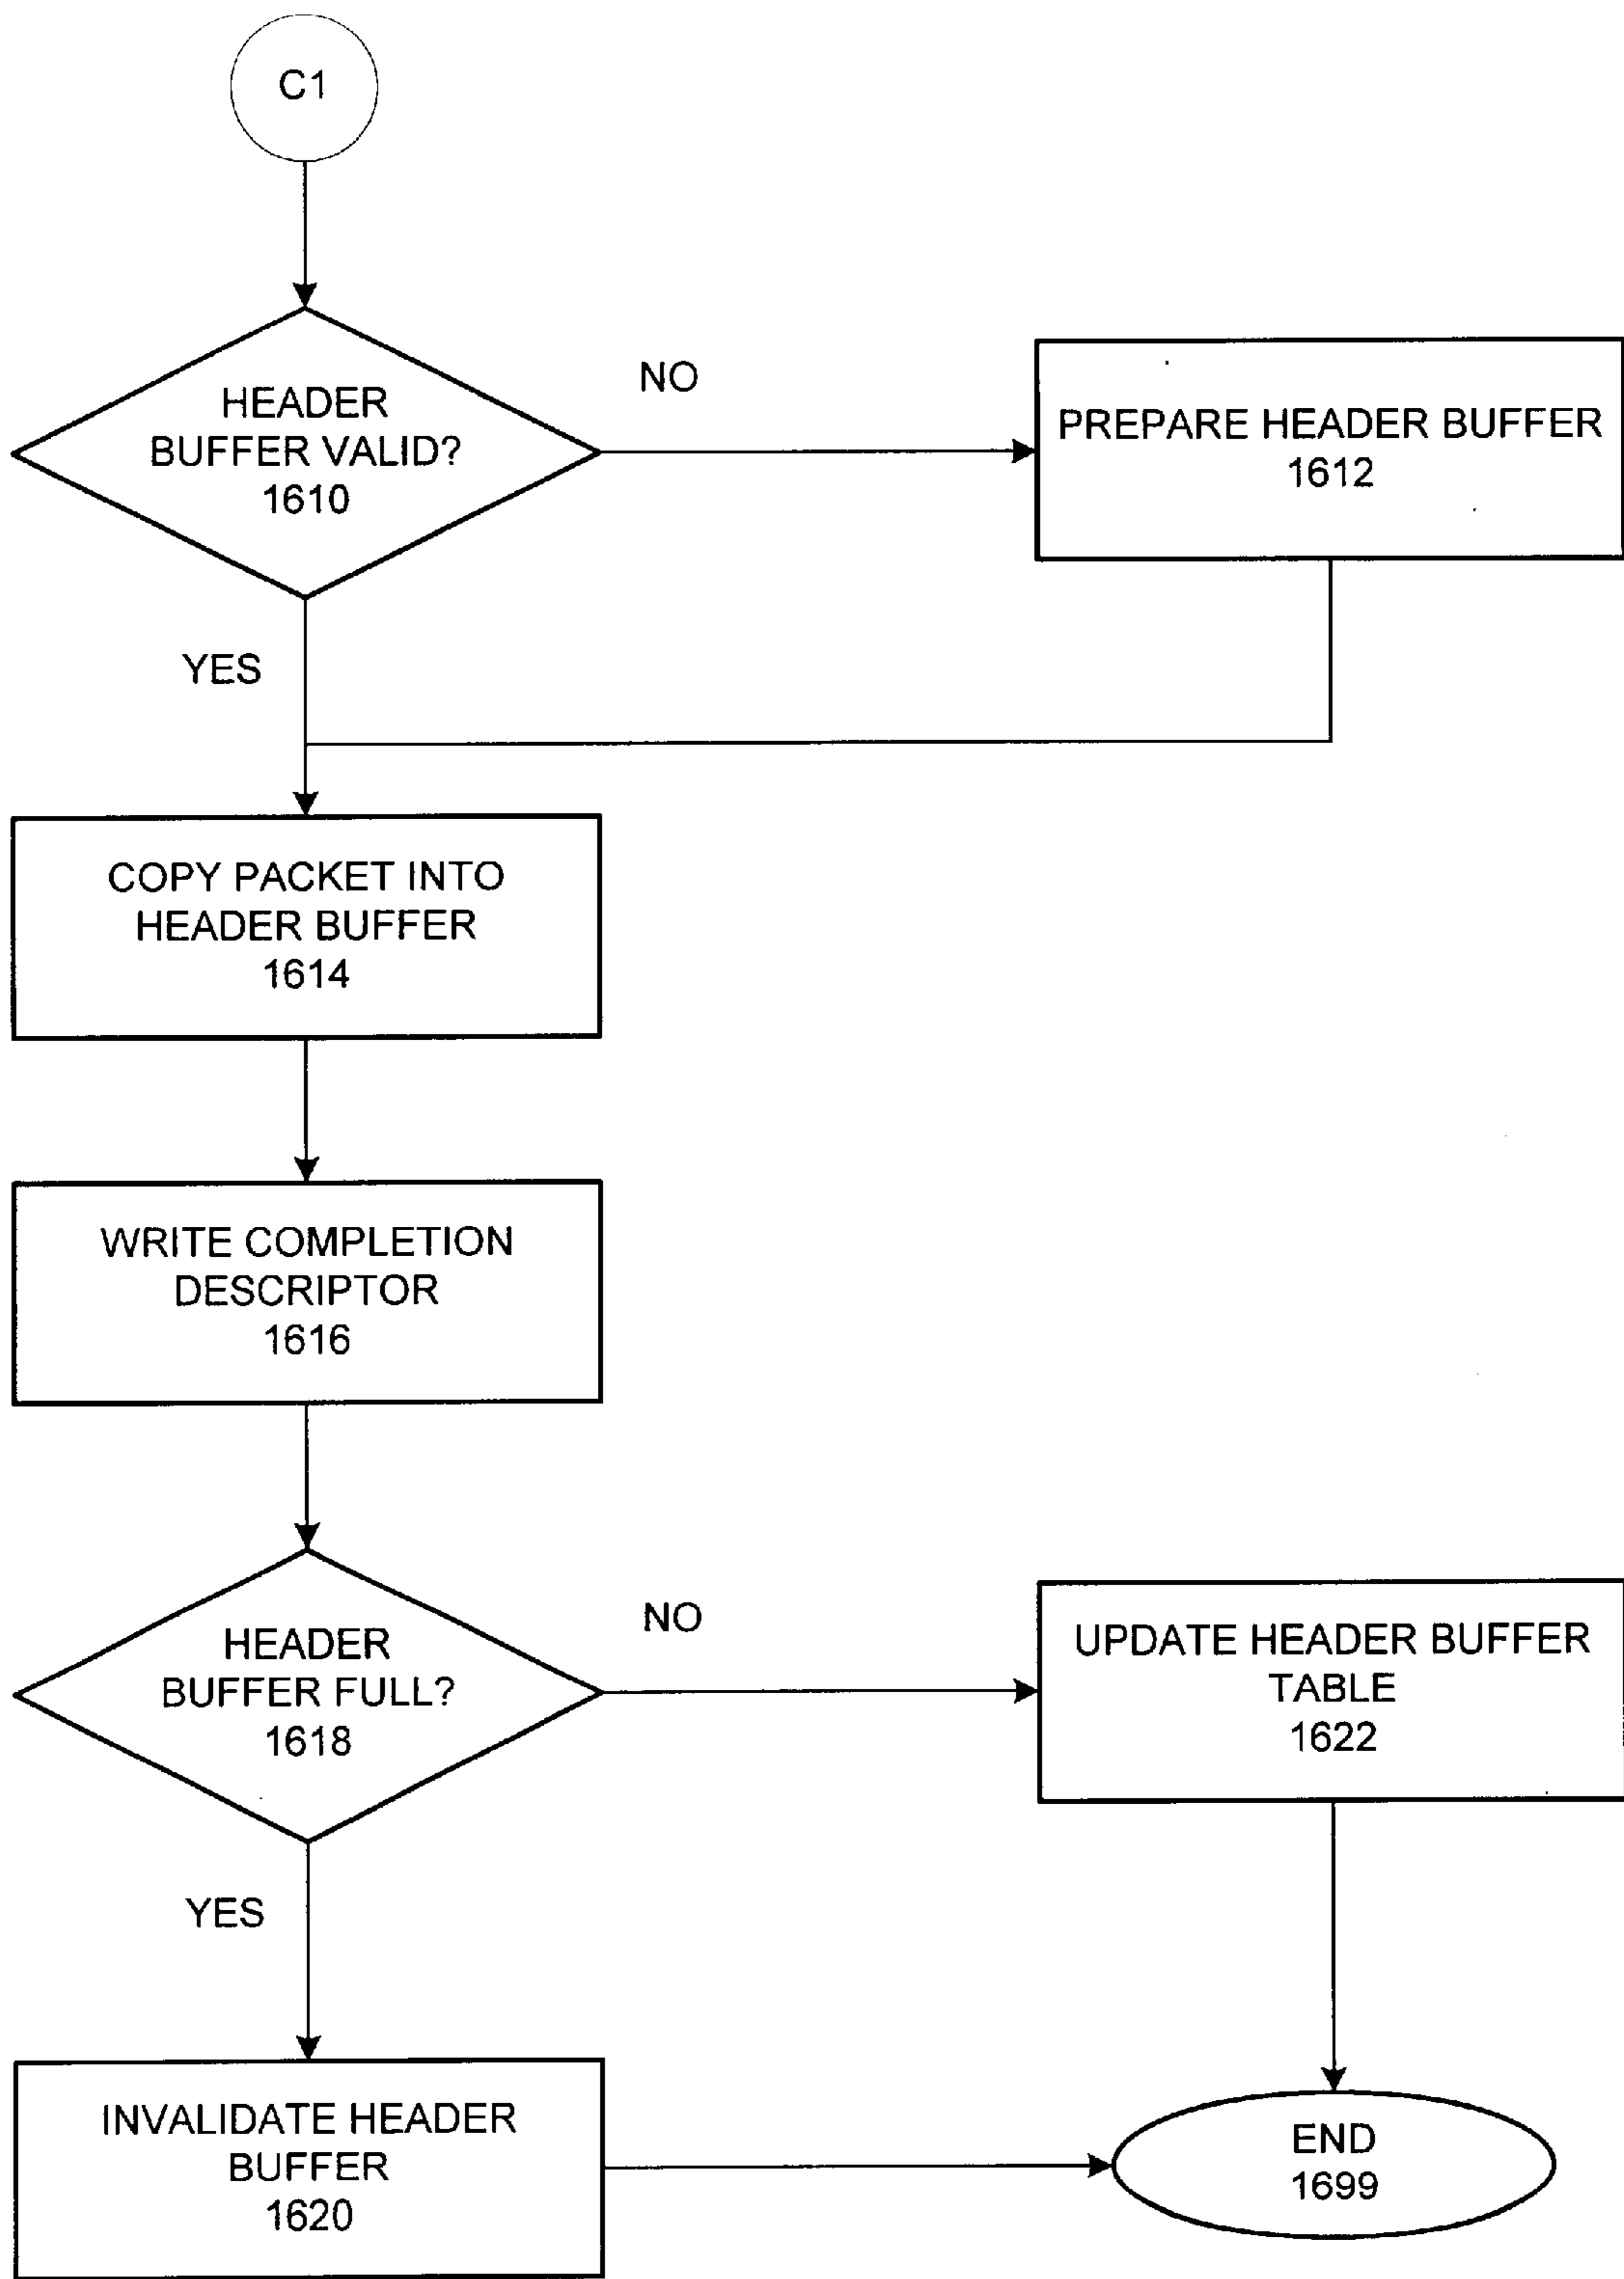 C1
HEADER
BUFFER VALID?
1610
NO
PREPARE HEADER BUFFER
1612
YES
COPY PACKET INTO
HEADER BUFFER
1614
WRITE COMPLETION
DESCRIPTOR
1616
HEADER
BUFFER FULL?
1618
NO
UPDATE HEADER BUFFER
TABLE
1622
YES
INVALIDATE HEADER
BUFFER
1620
END
1699